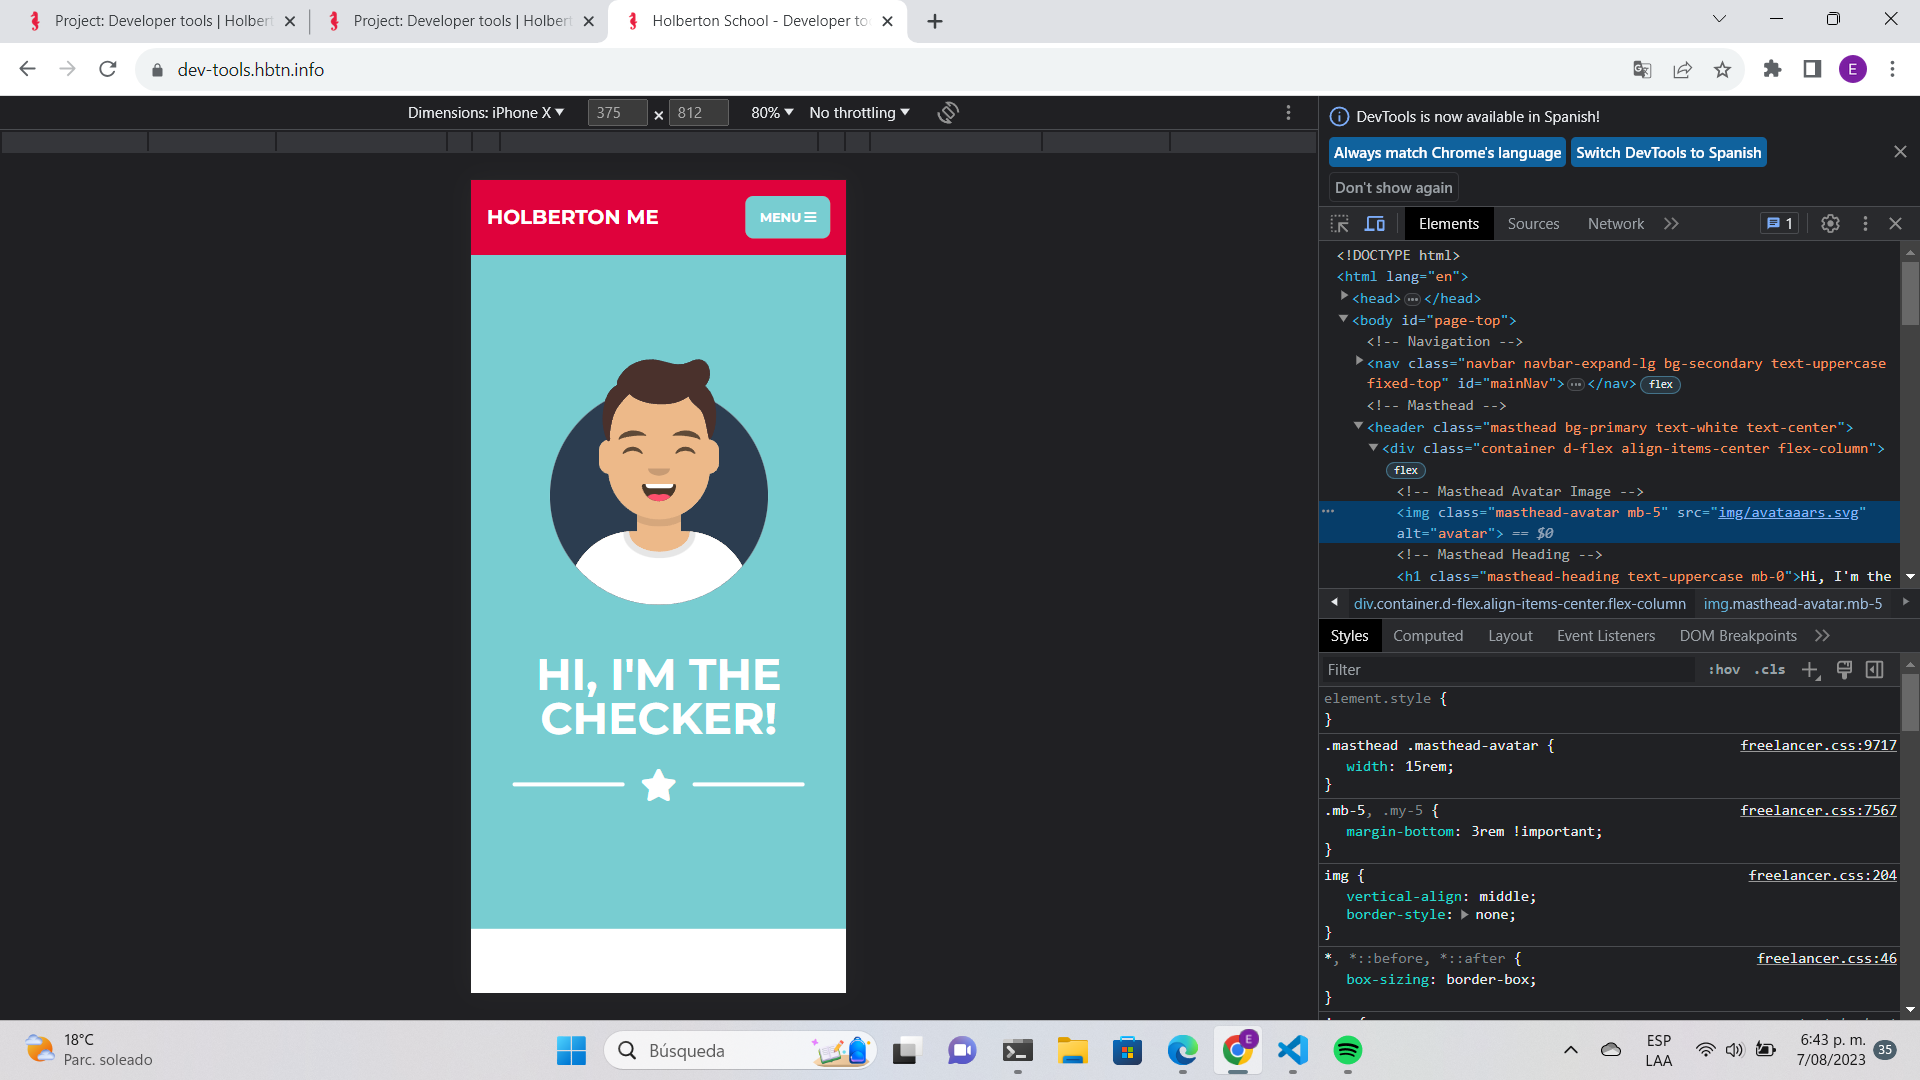 Project: Developer tools | Holbert
Project: Developer tools | Holbert
Holberton School - Developer to
dev-tools.hbtn.info
E
Dimensions: iPhone X ▼ 375 × 812 80% ▼ No throttling ▼
HOLBERTON ME
MENU
HI, I'M THE
CHECKER!
DevTools is now available in Spanish!
Always match Chrome's language
Switch DevTools to Spanish
Don't show again
Elements Sources Network 1
<!DOCTYPE html>
<html lang="en">
<head>…</head>
<body id="page-top">
<!-- Navigation -->
<nav class="navbar navbar-expand-lg bg-secondary text-uppercase
fixed-top" id="mainNav">…</nav> flex
<!-- Masthead -->
<header class="masthead bg-primary text-white text-center">
<div class="container d-flex align-items-center flex-column">
flex
<!-- Masthead Avatar Image -->
<img class="masthead-avatar mb-5" src="img/avataaars.svg"
alt="avatar"> == $0
<!-- Masthead Heading -->
<h1 class="masthead-heading text-uppercase mb-0">Hi, I'm the
div.container.d-flex.align-items-center.flex-column img.masthead-avatar.mb-5
Styles Computed Layout Event Listeners DOM Breakpoints
Filter :hov .cls
element.style {
}
.masthead .masthead-avatar { freelancer.css:9717
width: 15rem;
}
.mb-5, .my-5 { freelancer.css:7567
margin-bottom: 3rem !important;
}
img { freelancer.css:204
vertical-align: middle;
border-style: none;
}
*, *::before, *::after { freelancer.css:46
box-sizing: border-box;
}
18°C
Parc. soleado
Búsqueda
E
ESP
LAA
6:43 p. m.
7/08/2023
35